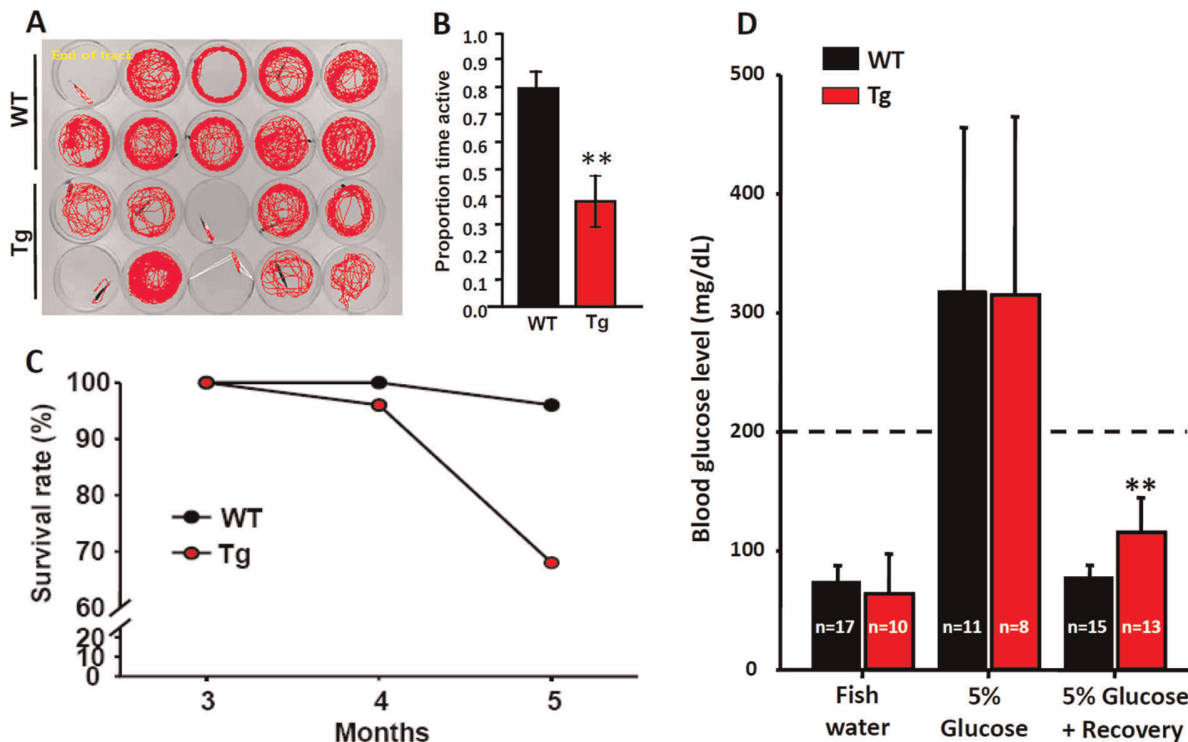 A
End of track
WT
Tg
B
Proportion time active
1.0
0.9
0.8
0.7
0.6
0.5
0.4
0.3
0.2
0.1
0.0
**
WT
Tg
C
Survival rate (%)
100
90
80
70
60
20
10
0
WT
Tg
3
4
5
Months
D
WT
Tg
Blood glucose level (mg/dL)
500
400
300
200
100
0
**
n=17
n=10
n=11
n=8
n=15
n=13
Fish
water
5%
Glucose
5% Glucose
+ Recovery